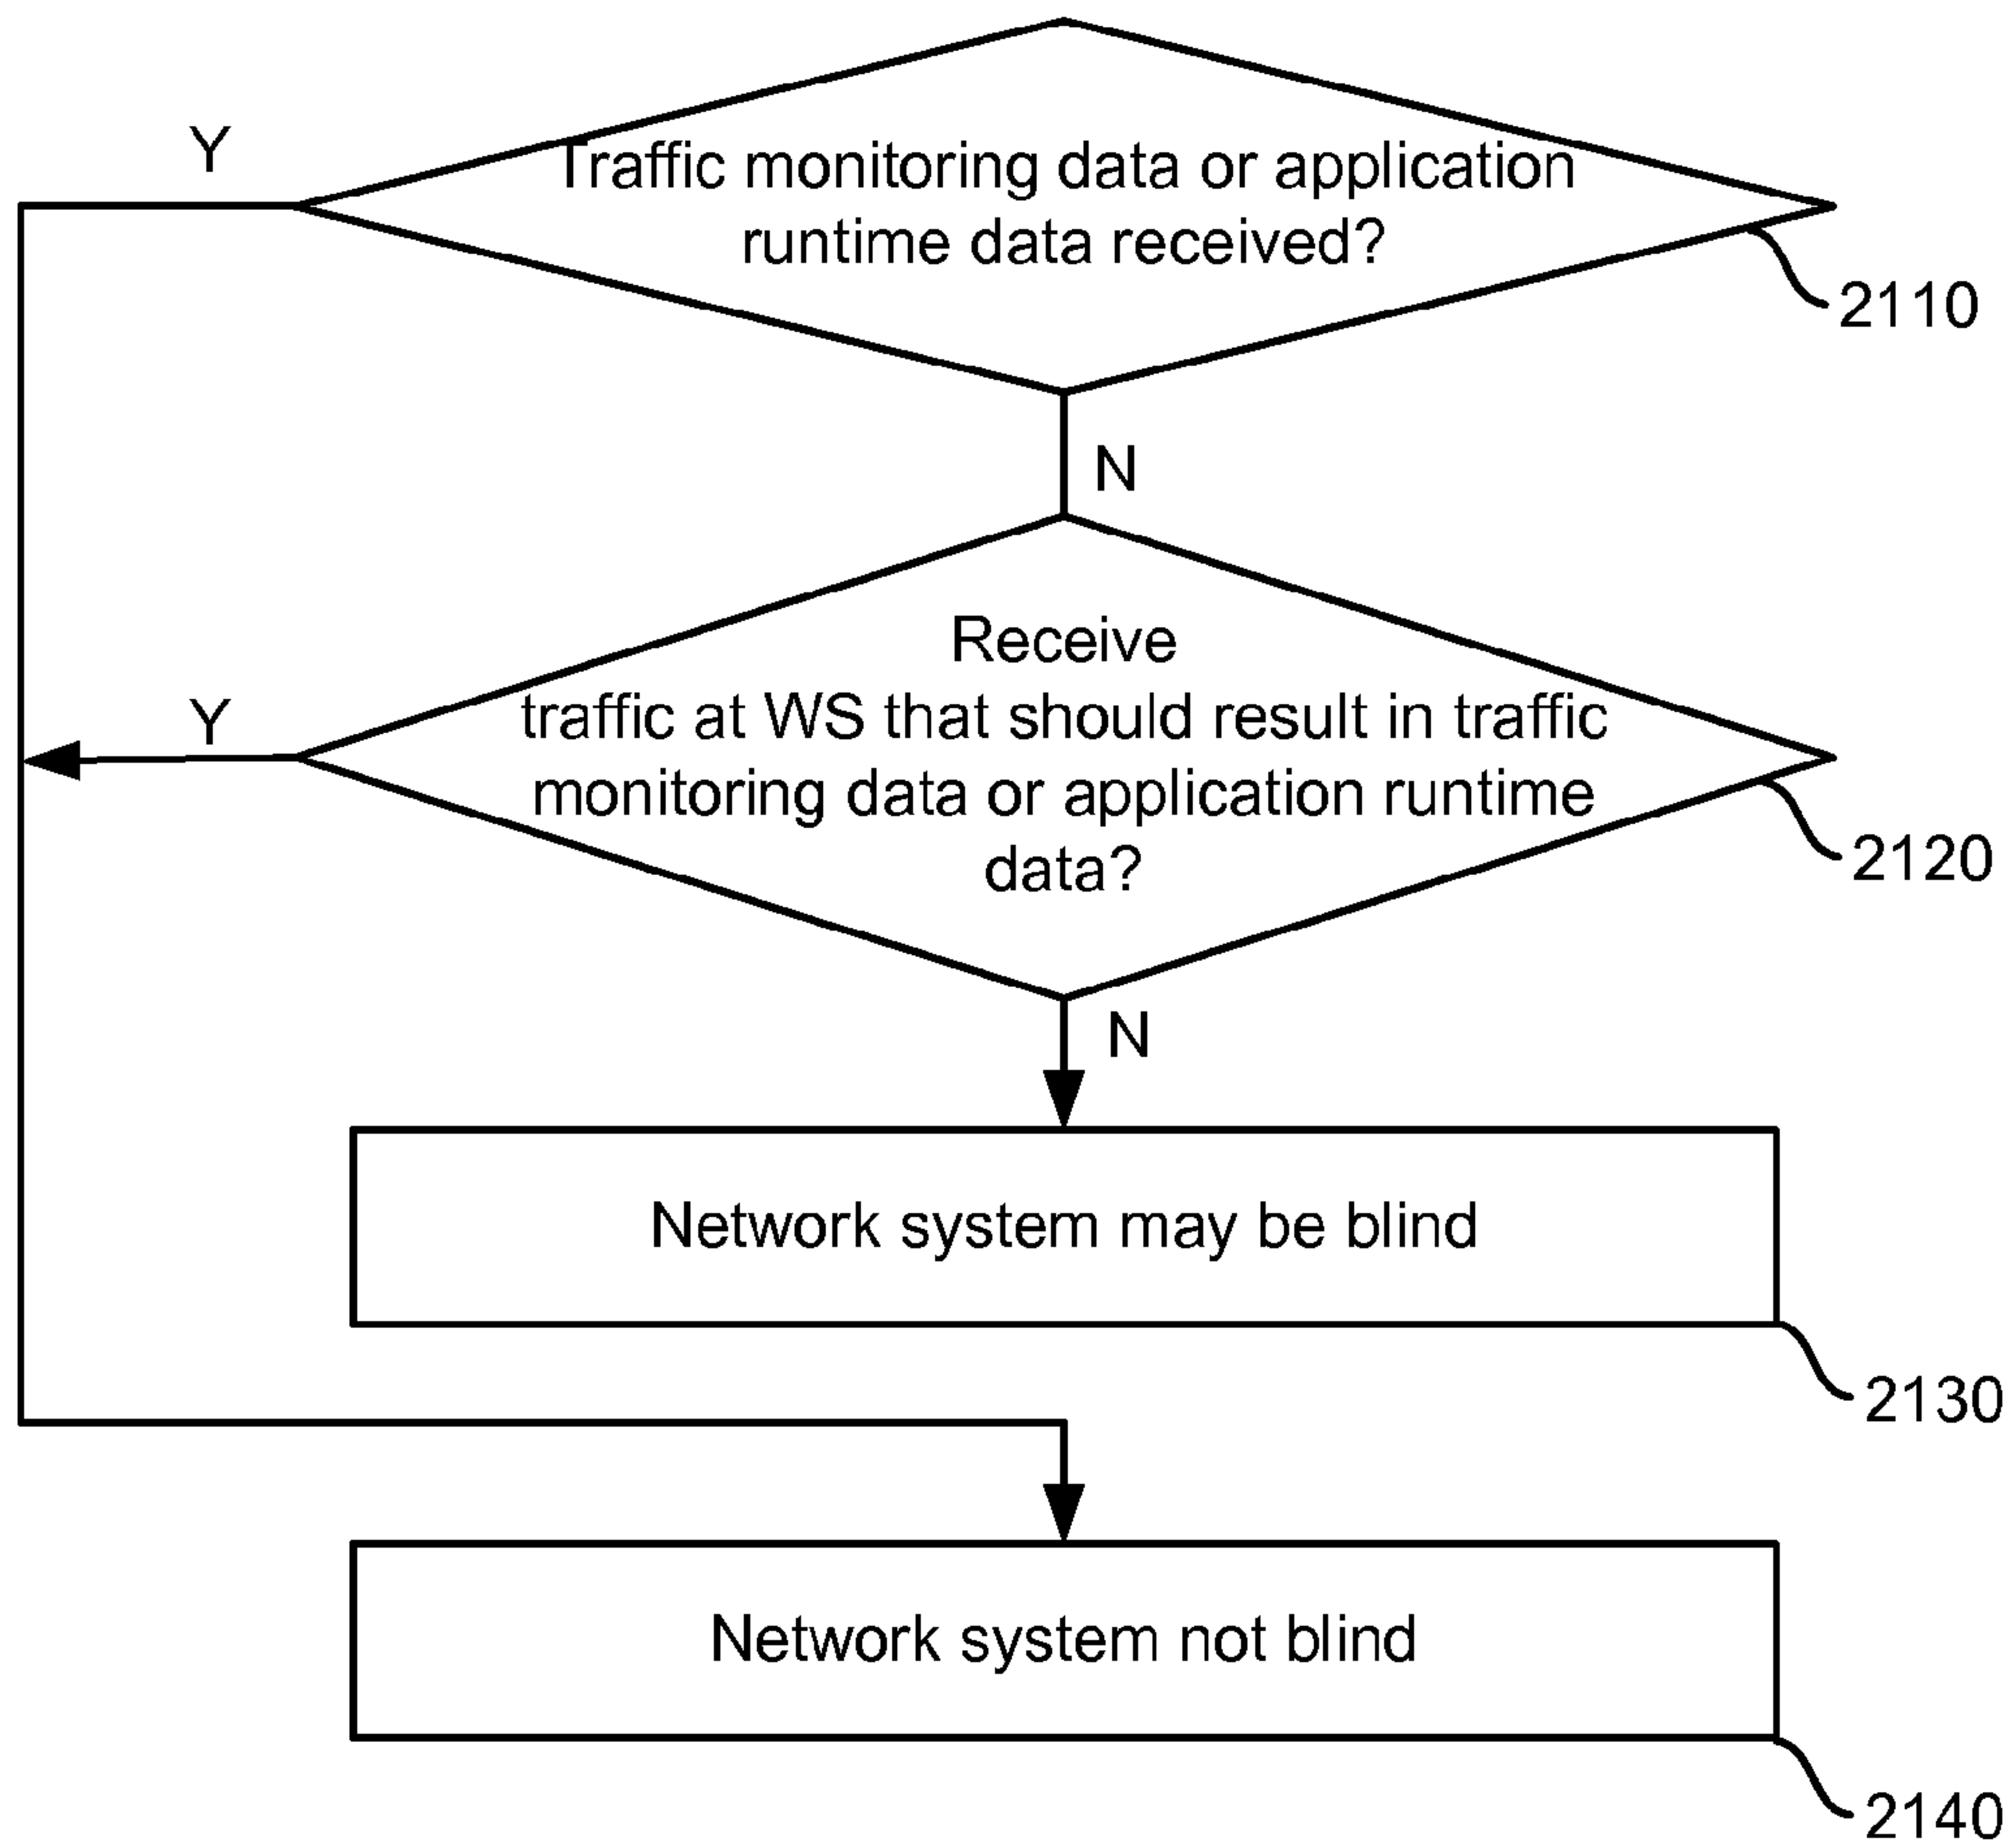 Y
Traffic monitoring data or application
runtime data received?
2110
N
Receive
traffic at WS that should result in traffic
monitoring data or application runtime
data?
Y
2120
N
Network system may be blind
2130
Network system not blind
2140